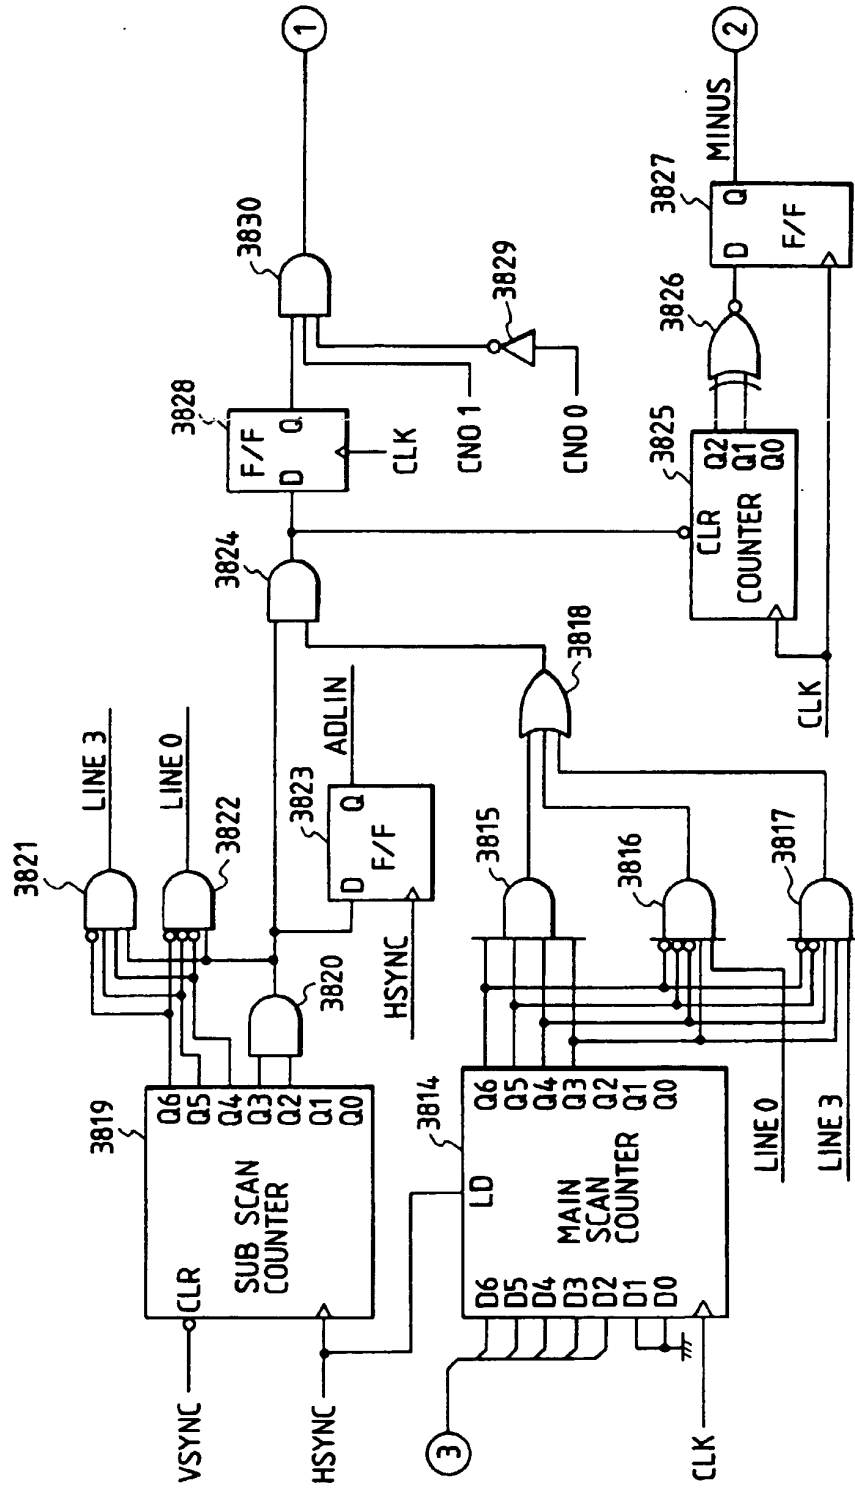 VSYNC
HSYNC
3819
CLR
SUB SCAN
COUNTER
Q6
Q5
Q4
Q3
Q2
Q1
Q0
3820
3821
LINE 3
3822
LINE 0
HSYNC
3823
D
Q
F/F
ADLIN
3824
3828
F/F
D
Q
CLK
CNO 1
CNO 0
3829
3830
1
3
CLK
3814
LD
D6
D5
D4
D3
D2
D1
D0
MAIN
SCAN
COUNTER
Q6
Q5
Q4
Q3
Q2
Q1
Q0
LINE 0
LINE 3
3815
3816
3817
3818
CLK
3825
CLR
COUNTER
Q2
Q1
Q0
3826
3827
D
Q
F/F
MINUS
2